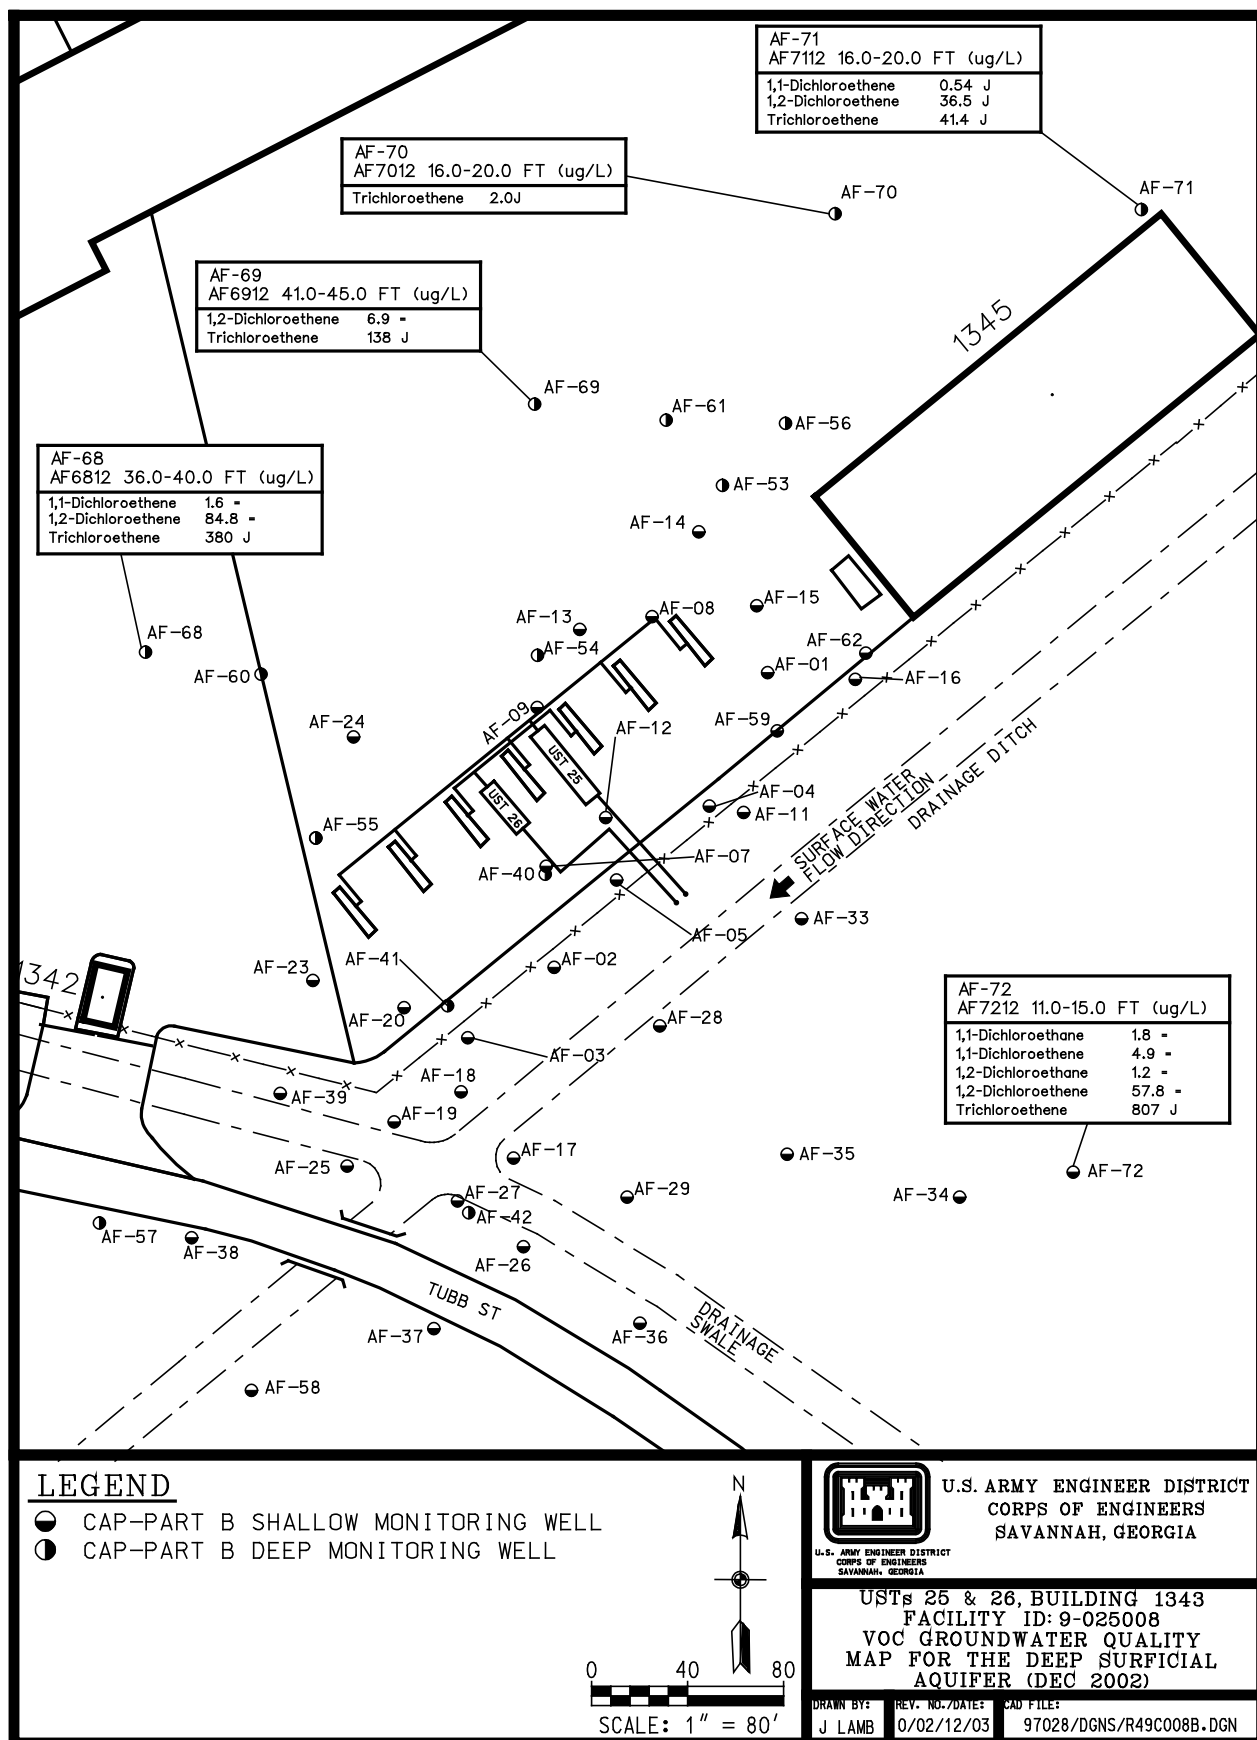 AF-71
AF7112 16.0-20.0 FT (ug/L)
1,1-Dichloroethene 0.54 J
1,2-Dichloroethene 36.5 J
Trichloroethene 41.4 J
AF-70
AF7012 16.0-20.0 FT (ug/L)
Trichloroethene 2.0J
AF-70
AF-71
AF-69
AF6912 41.0-45.0 FT (ug/L)
1,2-Dichloroethene 6.9 =
Trichloroethene 138 J
1345
AF-69
AF-61
AF-56
AF-68
AF6812 36.0-40.0 FT (ug/L)
1,1-Dichloroethene 1.6 =
1,2-Dichloroethene 84.8 =
Trichloroethene 380 J
AF-53
AF-14
AF-15
AF-08
AF-13
AF-68
AF-54
AF-62
AF-60
AF-01
AF-16
AF-09
AF-24
AF-12
AF-59
UST 25
UST 26
AF-04
AF-11
SURFACE WATER
FLOW DIRECTION
DRAINAGE DITCH
AF-55
AF-07
AF-40
AF-33
AF-05
AF-23
AF-41
AF-02
1342
AF-20
AF-28
AF-03
AF-72
AF7212 11.0-15.0 FT (ug/L)
1,1-Dichloroethane 1.8 =
1,1-Dichloroethene 4.9 =
1,2-Dichloroethane 1.2 =
1,2-Dichloroethene 57.8 =
Trichloroethene 807 J
AF-18
AF-39
AF-19
AF-17
AF-35
AF-25
AF-72
AF-27
AF-29
AF-34
AF-42
AF-57
AF-38
AF-26
TUBB ST
AF-37
AF-36
DRAINAGE
SWALE
AF-58
LEGEND
CAP-PART B SHALLOW MONITORING WELL
CAP-PART B DEEP MONITORING WELL
N
0 40 80
SCALE: 1" = 80'
U.S. ARMY ENGINEER DISTRICT
CORPS OF ENGINEERS
SAVANNAH, GEORGIA
U.S. ARMY ENGINEER DISTRICT
CORPS OF ENGINEERS
SAVANNAH, GEORGIA
USTs 25 & 26, BUILDING 1343
FACILITY ID: 9-025008
VOC GROUNDWATER QUALITY
MAP FOR THE DEEP SURFICIAL
AQUIFER (DEC 2002)
DRAWN BY:
J LAMB
REV. NO./DATE:
0/02/12/03
CAD FILE:
97028/DGNS/R49C008B.DGN